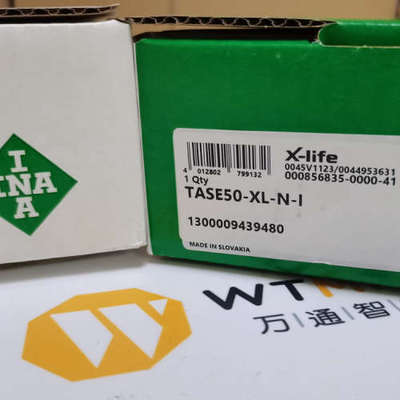 INA
INA
X-life
0045V1123/0044953631
000856835-0000-41
4 012802 799132
1 Qty
TASE50-XL-N-I
1300009439480
MADE IN SLOVAKIA
万|通|智